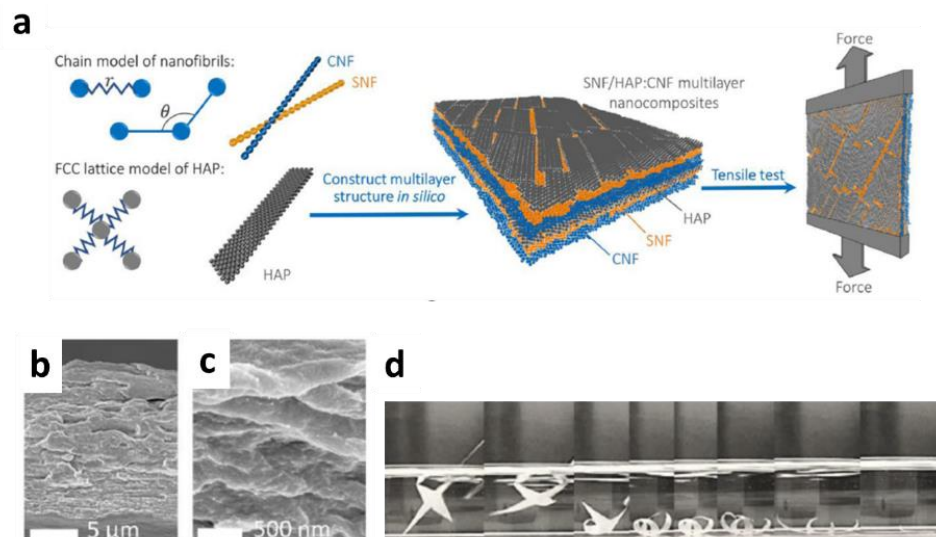 a
Chain model of nanofibrils:
r
θ
CNF
SNF
FCC lattice model of HAP:
HAP
Construct multilayer
structure in silico
SNF/HAP:CNF multilayer
nanocomposites
HAP
SNF
CNF
Tensile test
Force
Force
b
5 μm
c
500 nm
d